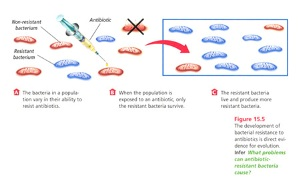 Non-resistant
bacterium
Antibiotic
Resistant
bacterium
A The bacteria in a popula-
tion vary in their ability to
resist antibiotics.
B When the population is
exposed to an antibiotic, only
the resistant bacteria survive.
C The resistant bacteria
live and produce more
resistant bacteria.
Figure 15.5
The development of
bacterial resistance to
antibiotics is direct evi-
dence for evolution.
Infer What problems
can antibiotic-
resistant bacteria
cause?